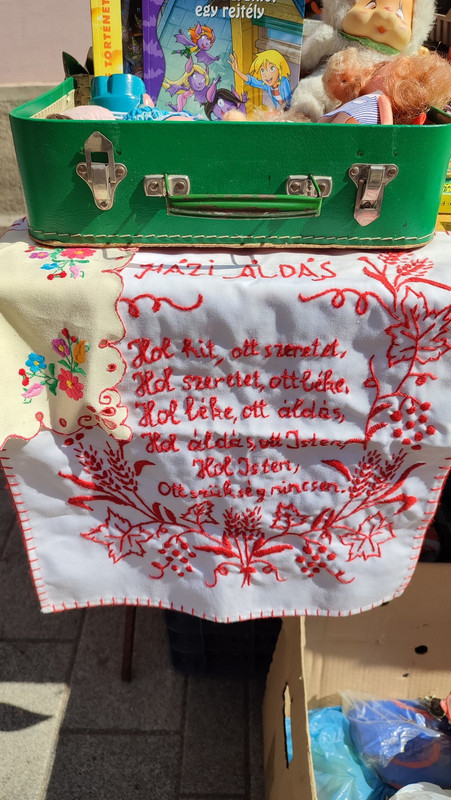 TÖRTÉNET
egy rejtély
HÁZI ÁLDÁS
Hol hit, ott szeretet,
Hol szeretet, ott béke,
Hol béke, ott áldás,
Hol áldás, ott Isten,
Hol Isten,
Ott szükség nincsen.